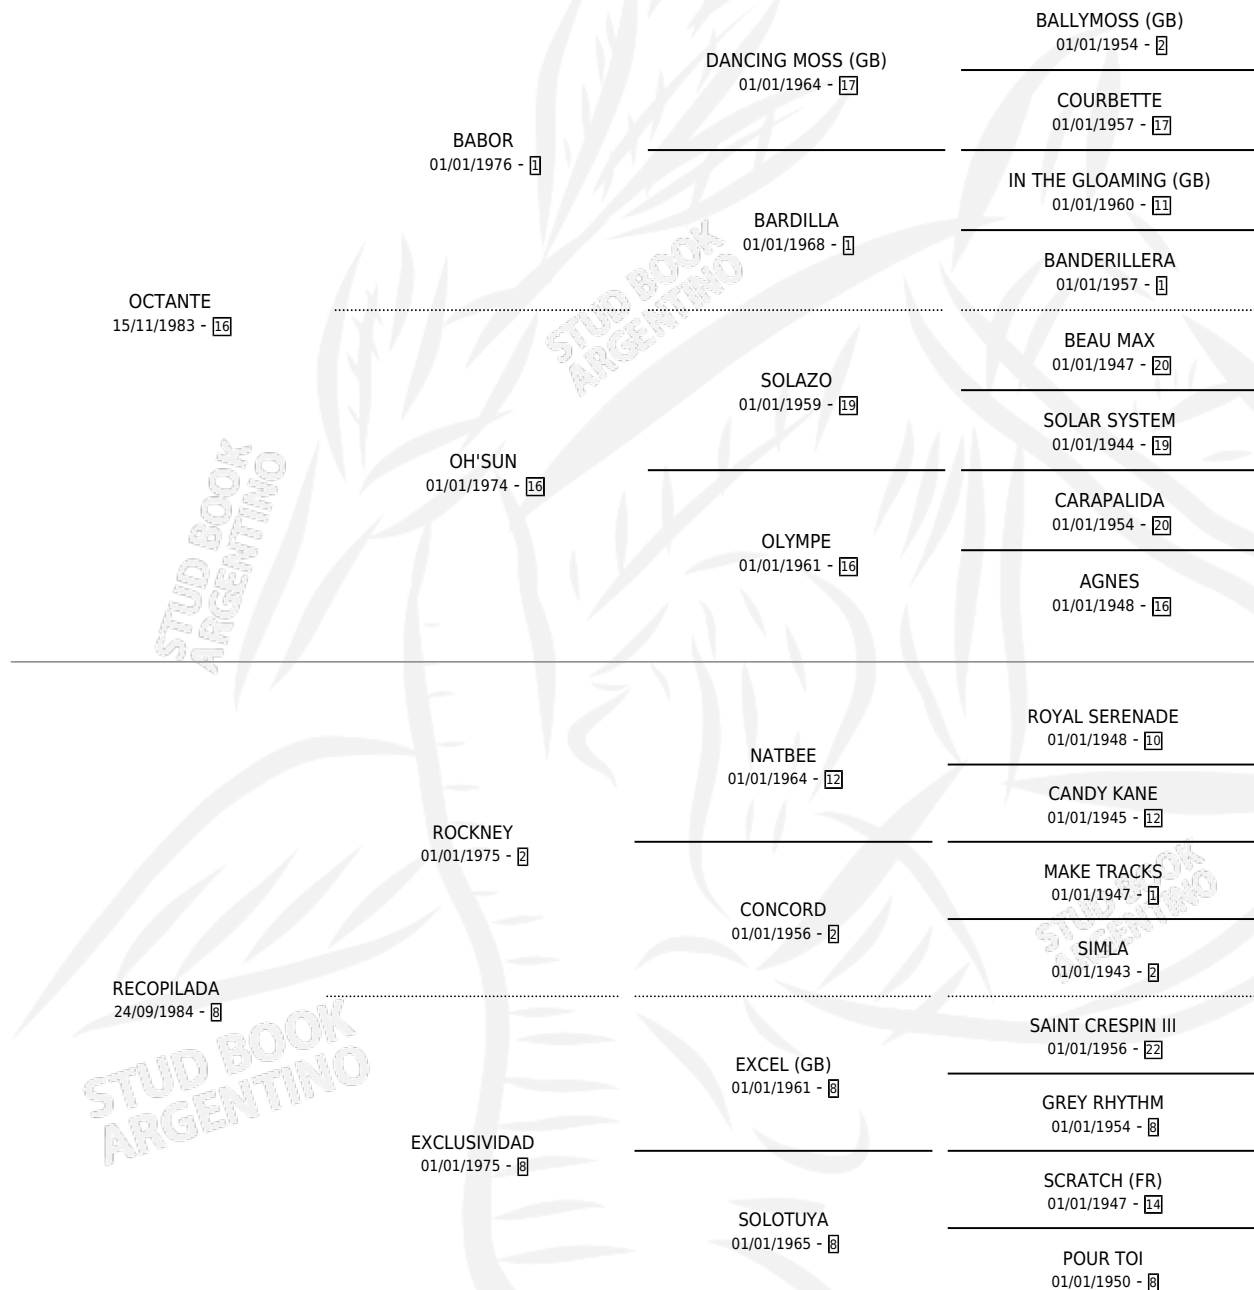 BALLYMOSS (GB)
01/01/1954 - 2
DANCING MOSS (GB)
01/01/1964 - 17
COURBETTE
01/01/1957 - 17
BABOR
01/01/1976 - 1
IN THE GLOAMING (GB)
01/01/1960 - 11
BARDILLA
01/01/1968 - 1
BANDERILLERA
01/01/1957 - 1
OCTANTE
15/11/1983 - 16
BEAU MAX
01/01/1947 - 20
SOLAZO
01/01/1959 - 19
SOLAR SYSTEM
01/01/1944 - 19
OH'SUN
01/01/1974 - 16
CARAPALIDA
01/01/1954 - 20
OLYMPE
01/01/1961 - 16
AGNES
01/01/1948 - 16
STUD BOOK
ARGENTINO
STUD BOOK
ARGENTINO
ROYAL SERENADE
01/01/1948 - 10
NATBEE
01/01/1964 - 12
CANDY KANE
01/01/1945 - 12
ROCKNEY
01/01/1975 - 2
MAKE TRACKS
01/01/1947 - 1
CONCORD
01/01/1956 - 2
SIMLA
01/01/1943 - 2
STUD BOOK
ARGENTINO
RECOPILADA
24/09/1984 - 8
SAINT CRESPIN III
01/01/1956 - 22
EXCEL (GB)
01/01/1961 - 8
GREY RHYTHM
01/01/1954 - 8
STUD BOOK
ARGENTINO
EXCLUSIVIDAD
01/01/1975 - 8
SCRATCH (FR)
01/01/1947 - 14
SOLOTUYA
01/01/1965 - 8
POUR TOI
01/01/1950 - 8